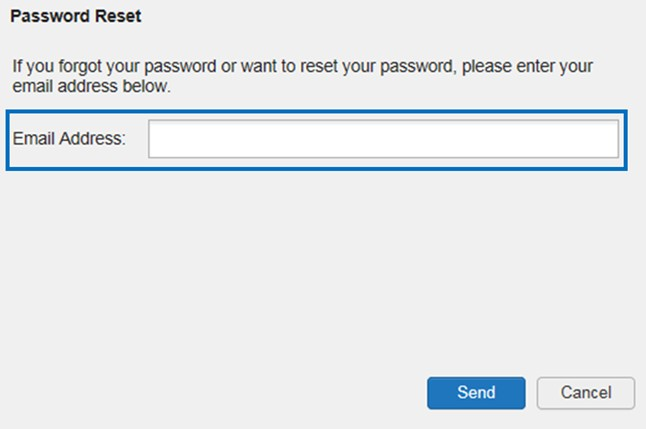 Password Reset
If you forgot your password or want to reset your password, please enter your
email address below.
Email Address:
Send
Cancel